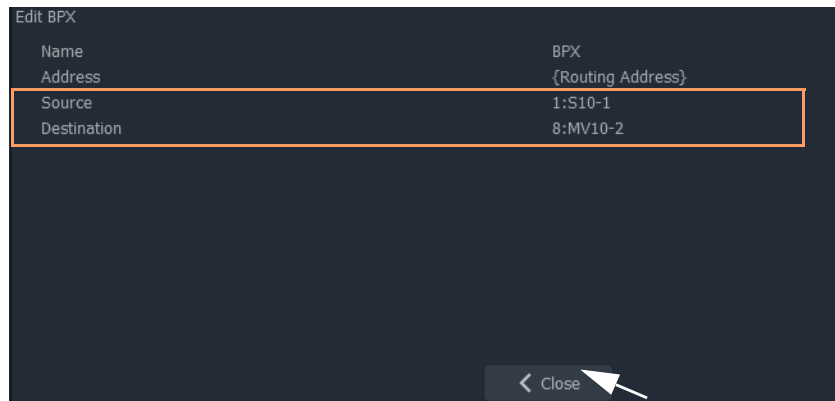 Edit BPX
Name BPX
Address {Routing Address}
Source 1:S10-1
Destination 8:MV10-2
Close